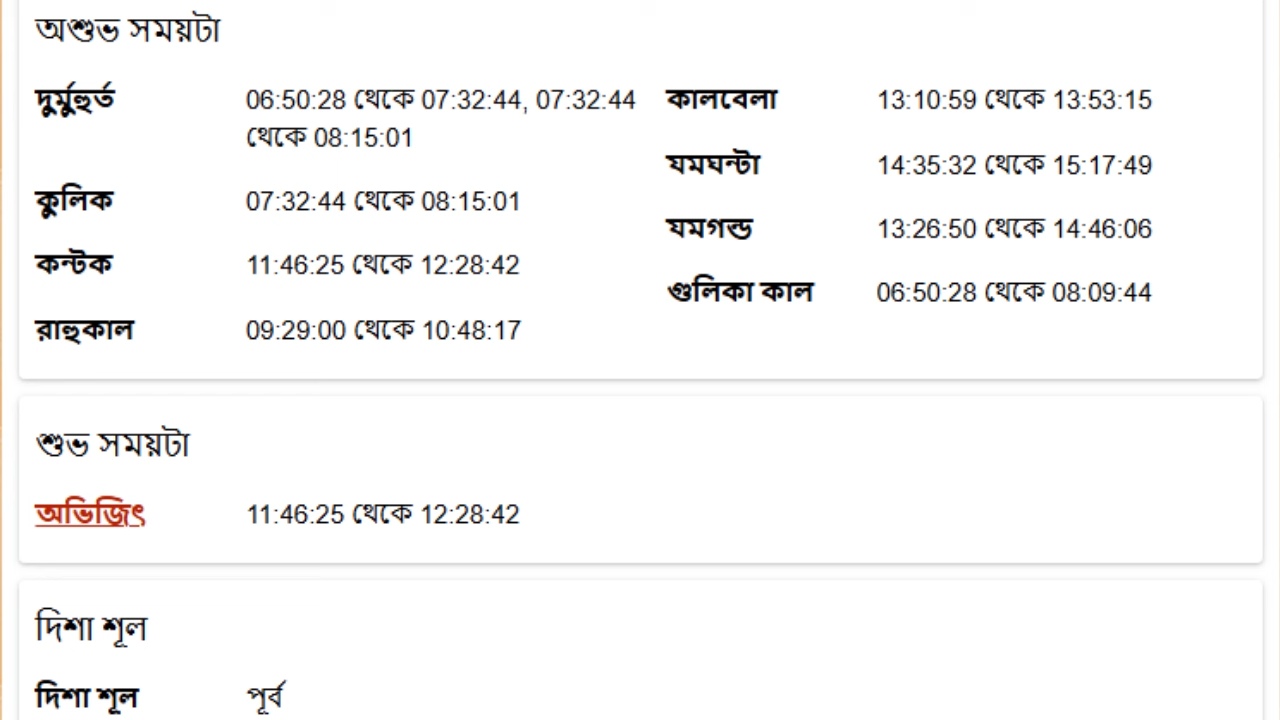 অশুভ সময়টা
দুর্মুহুর্ত 06:50:28 থেকে 07:32:44, 07:32:44
থেকে 08:15:01
কুলিক 07:32:44 থেকে 08:15:01
কন্টক 11:46:25 থেকে 12:28:42
রাহুকাল 09:29:00 থেকে 10:48:17
কালবেলা 13:10:59 থেকে 13:53:15
যমঘন্টা 14:35:32 থেকে 15:17:49
যমগন্ড 13:26:50 থেকে 14:46:06
গুলিকা কাল 06:50:28 থেকে 08:09:44
শুভ সময়টা
অভিজিৎ 11:46:25 থেকে 12:28:42
দিশা শূল
দিশা শূল পূর্ব